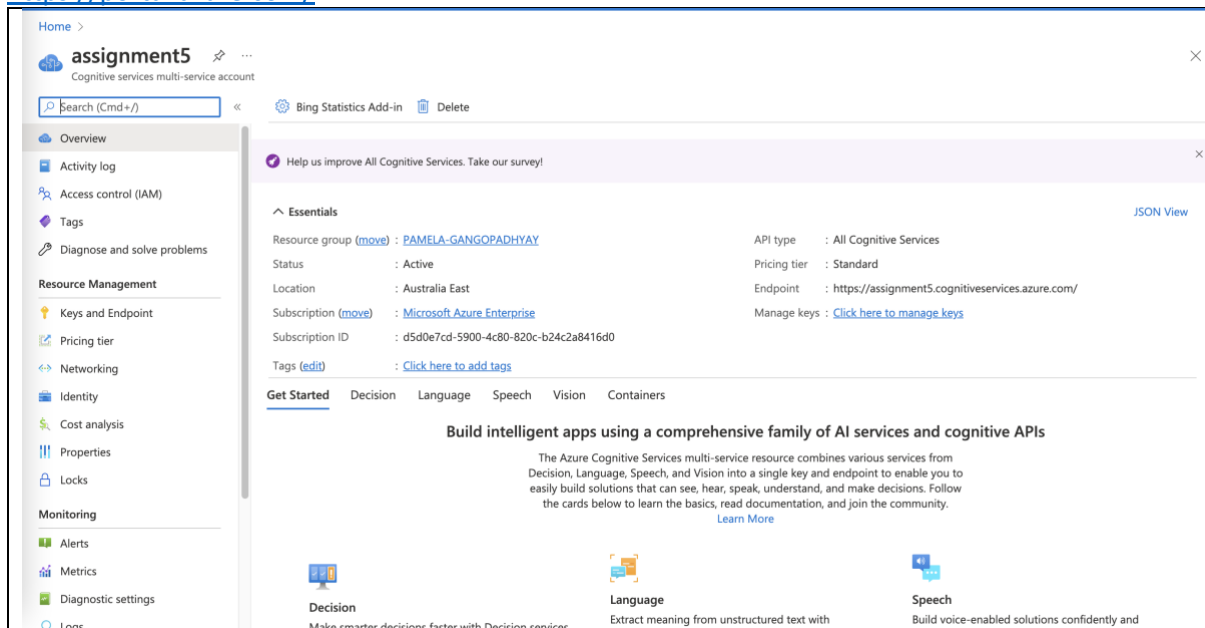 Home >
assignment5
Cognitive services multi-service account
Search (Cmd+/)
«
Bing Statistics Add-in
Delete
Overview
Activity log
Access control (IAM)
Tags
Diagnose and solve problems
Resource Management
Keys and Endpoint
Pricing tier
Networking
Identity
Cost analysis
Properties
Locks
Monitoring
Alerts
Metrics
Diagnostic settings
Logs
Help us improve All Cognitive Services. Take our survey!
Essentials
JSON View
Resource group (move) : PAMELA-GANGOPADHYAY
Status : Active
Location : Australia East
Subscription (move) : Microsoft Azure Enterprise
Subscription ID : d5d0e7cd-5900-4c80-820c-b24c2a8416d0
Tags (edit) : Click here to add tags
API type : All Cognitive Services
Pricing tier : Standard
Endpoint : https://assignment5.cognitiveservices.azure.com/
Manage keys : Click here to manage keys
Get Started Decision Language Speech Vision Containers
Build intelligent apps using a comprehensive family of AI services and cognitive APIs
The Azure Cognitive Services multi-service resource combines various services from
Decision, Language, Speech, and Vision into a single key and endpoint to enable you to
easily build solutions that can see, hear, speak, understand, and make decisions. Follow
the cards below to learn the basics, read documentation, and join the community.
Learn More
Decision
Make smarter decisions faster with Decision services
Language
Extract meaning from unstructured text with
Speech
Build voice-enabled solutions confidently and